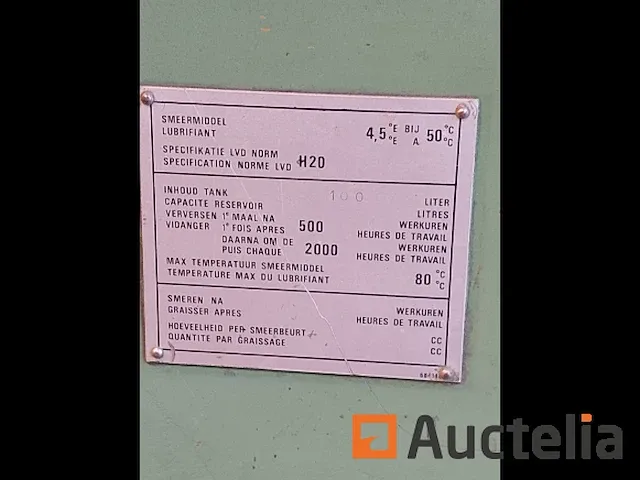 SMEERMIDDEL
LUBRIFIANT
4,5 °E BIJ 50 °C
°E A. °C
SPECIFIKATIE LVD NORM
SPECIFICATION NORME LVD H20
INHOUD TANK 100 LITER
CAPACITE RESERVOIR LITRES
VERVERSEN 1e MAAL NA 500 WERKUREN
VIDANGER 1e FOIS APRES HEURES DE TRAVAIL
DAARNA OM DE 2000 WERKUREN
PUIS CHAQUE HEURES DE TRAVAIL
MAX TEMPERATUUR SMEERMIDDEL 80 °C
TEMPERATURE MAX DU LUBRIFIANT °C
SMEREN NA WERKUREN
GRAISSER APRES HEURES DE TRAVAIL
HOEVEELHEID PER SMEERBEURT CC
QUANTITE PAR GRAISSAGE CC
Auctelia